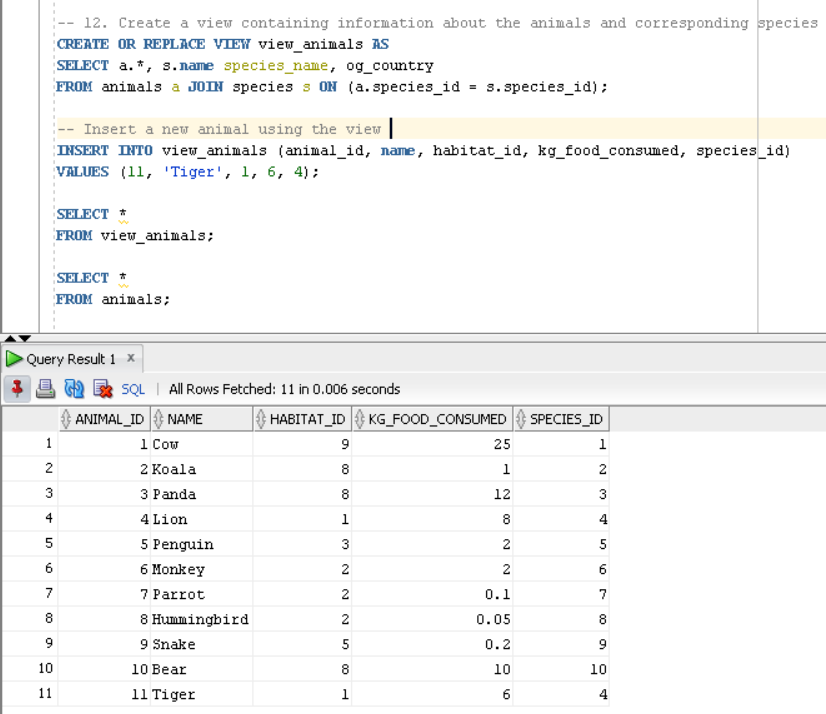 -- 12. Create a view containing information about the animals and corresponding species
CREATE OR REPLACE VIEW view_animals AS
SELECT a.*, s.name species_name, og_country
FROM animals a JOIN species s ON (a.species_id = s.species_id);
-- Insert a new animal using the view
INSERT INTO view_animals (animal_id, name, habitat_id, kg_food_consumed, species_id)
VALUES (11, 'Tiger', 1, 6, 4);
SELECT *
FROM view_animals;
SELECT *
FROM animals;
Query Result 1 x
SQL | All Rows Fetched: 11 in 0.006 seconds
ANIMAL_ID NAME HABITAT_ID KG_FOOD_CONSUMED SPECIES_ID
1 1 Cow 9 25 1
2 2 Koala 8 1 2
3 3 Panda 8 12 3
4 4 Lion 1 8 4
5 5 Penguin 3 2 5
6 6 Monkey 2 2 6
7 7 Parrot 2 0.1 7
8 8 Hummingbird 2 0.05 8
9 9 Snake 5 0.2 9
10 10 Bear 8 10 10
11 11 Tiger 1 6 4